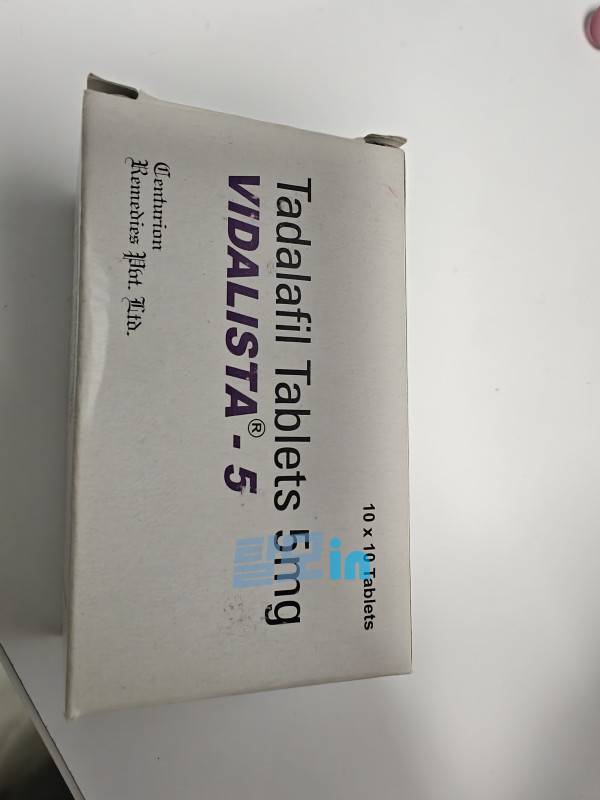 10 x 10 Tablets
Tadalafil Tablets 5mg
VIDALISTA® - 5
Centurion
Remedies Pvt. Ltd.